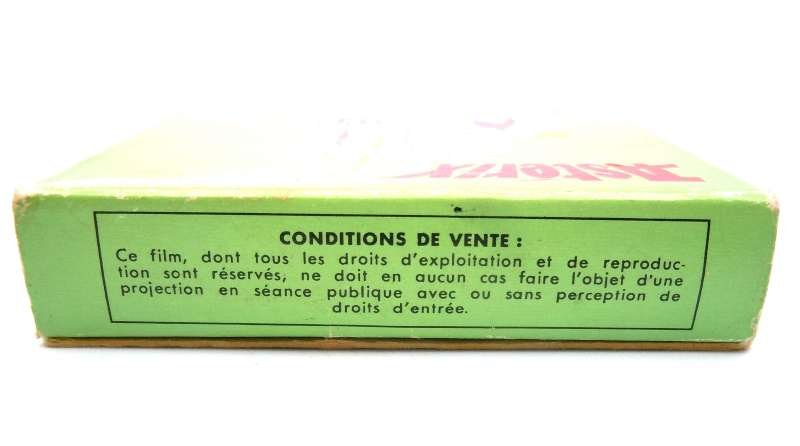 Astérix
CONDITIONS DE VENTE :
Ce film, dont tous les droits d'exploitation et de reproduc-
tion sont réservés, ne doit en aucun cas faire l'objet d'une
projection en séance publique avec ou sans perception de
droits d'entrée.